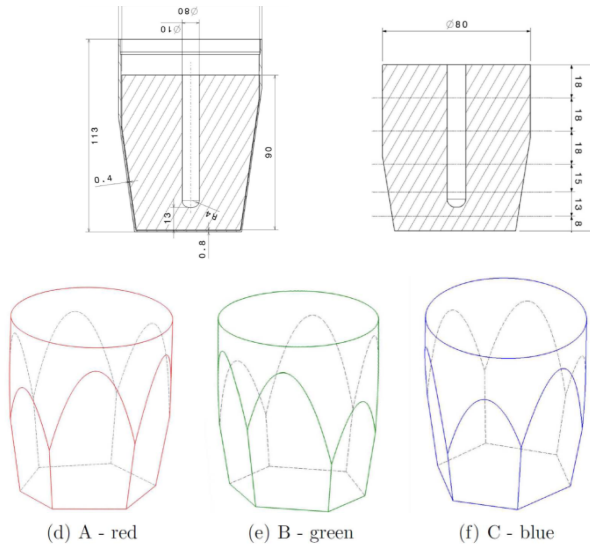 Ø80
Ø10
113
90
0.4
13
R4
0.8
Ø80
18
18
18
15
13
8
(d) A - red
(e) B - green
(f) C - blue